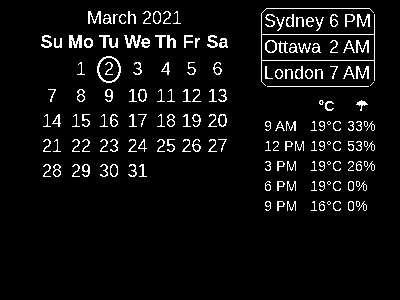 March 2021
Su Mo Tu We Th Fr Sa
1 2 3 4 5 6
7 8 9 10 11 12 13
14 15 16 17 18 19 20
21 22 23 24 25 26 27
28 29 30 31
Sydney 6 PM
Ottawa 2 AM
London 7 AM
°C ☂
9 AM 19°C 33%
12 PM 19°C 53%
3 PM 19°C 26%
6 PM 19°C 0%
9 PM 16°C 0%